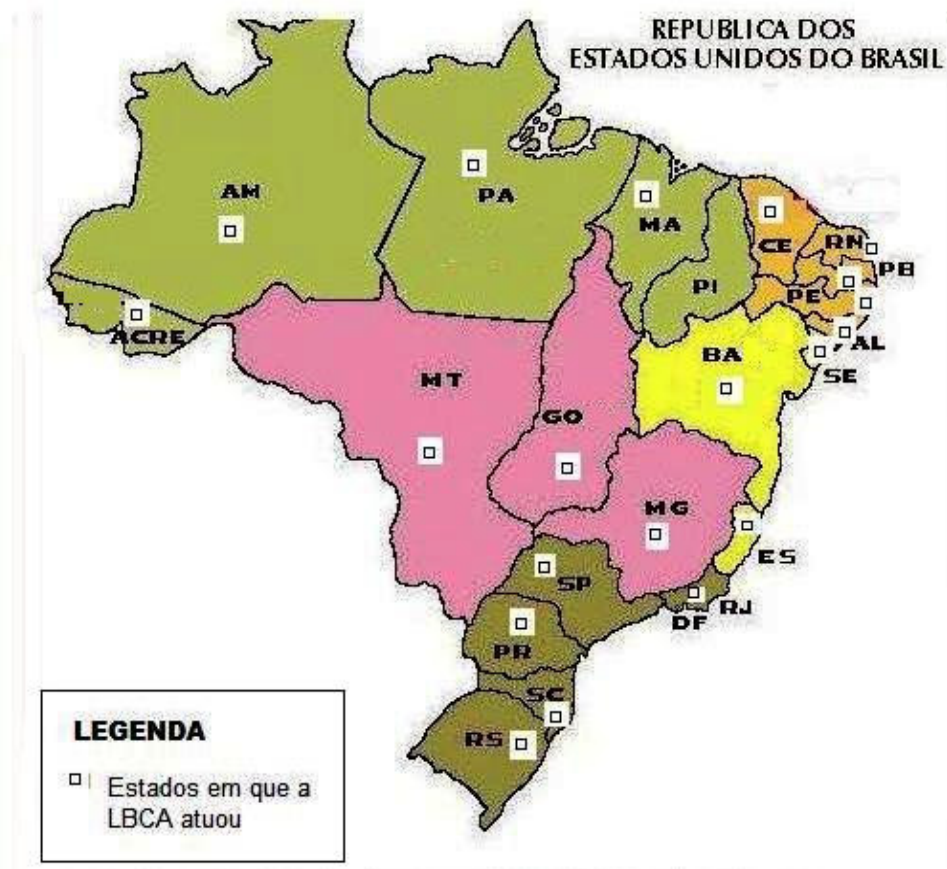 REPUBLICA DOS
ESTADOS UNIDOS DO BRASIL
AM
PA
MA
CE
RN
PB
PI
PE
ACRE
AL
BA
SE
MT
GO
MG
ES
SP
RJ
DF
PR
SC
RS
LEGENDA
Estados em que a
LBCA atuou